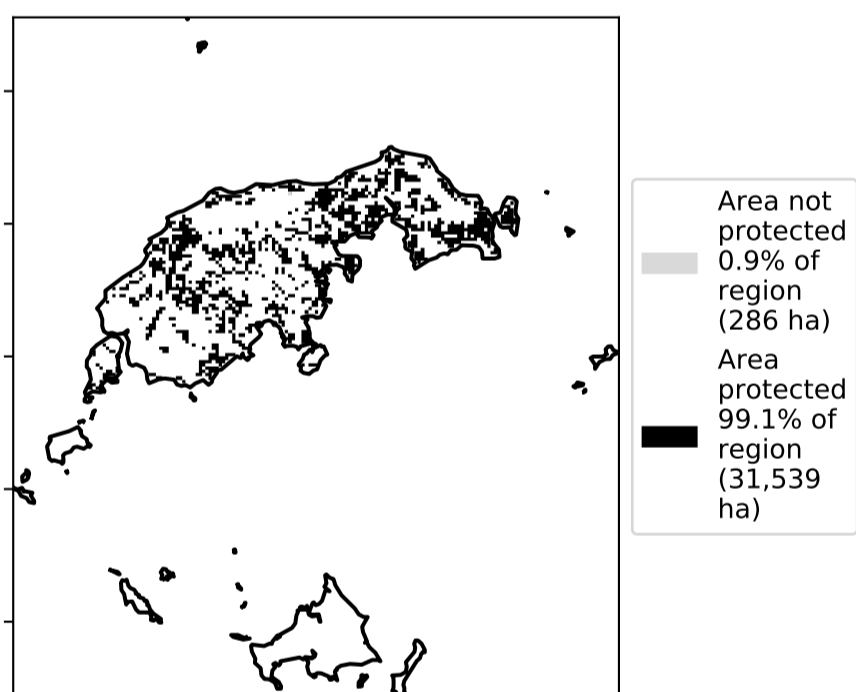 Area not
protected
0.9% of
region
(286 ha)
Area
protected
99.1% of
region
(31,539
ha)